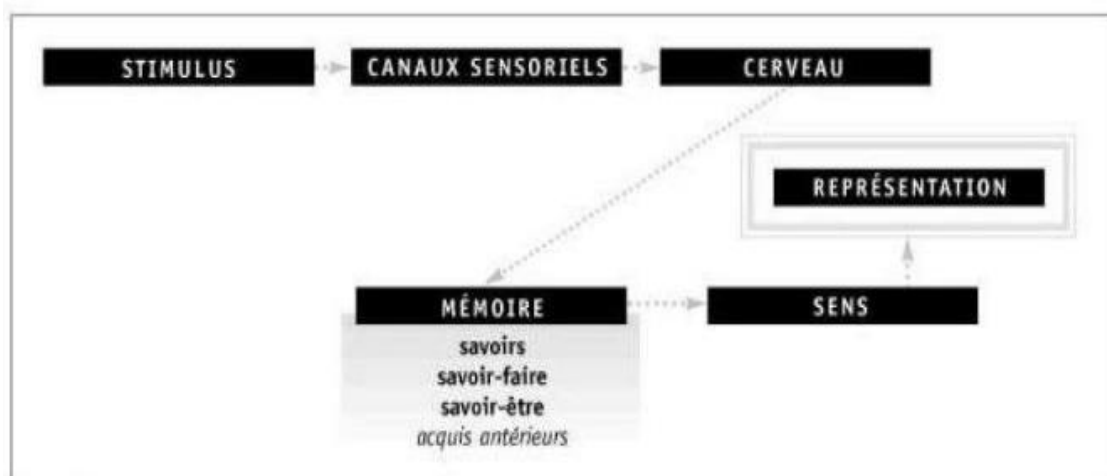 STIMULUS
CANAUX SENSORIELS
CERVEAU
REPRÉSENTATION
MÉMOIRE
SENS
savoirs
savoir-faire
savoir-être
acquis antérieurs